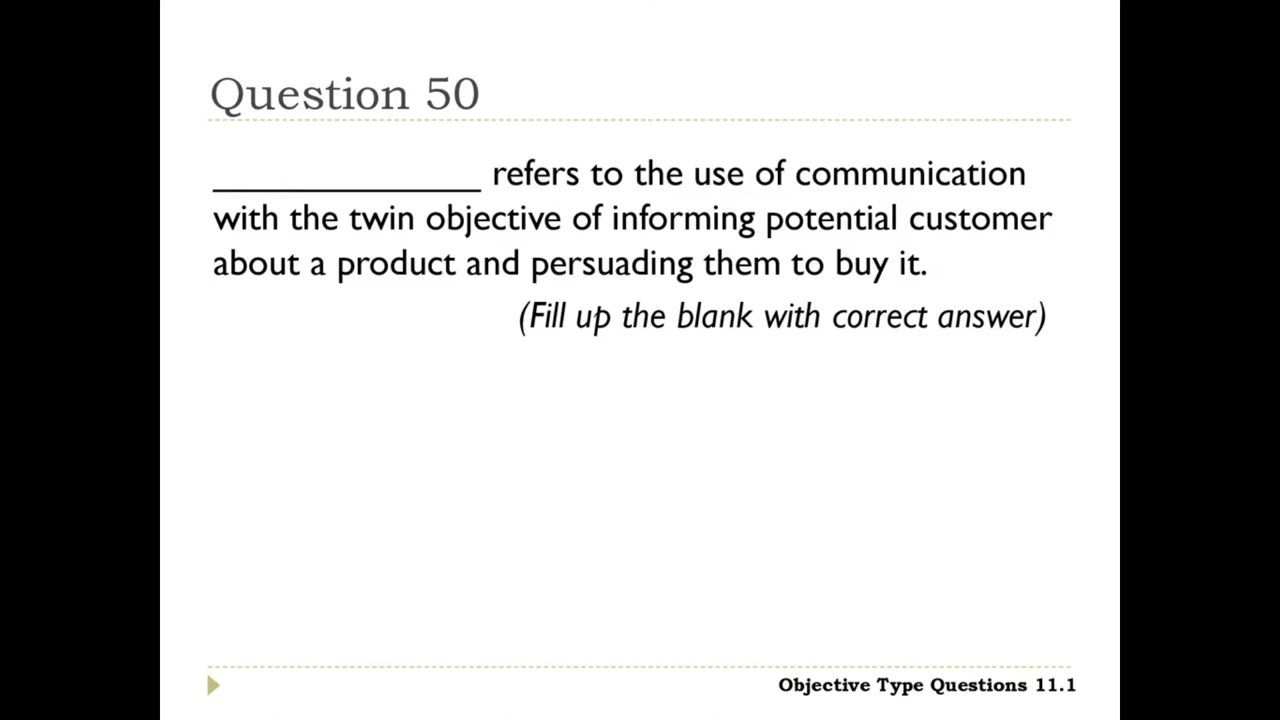 Question 50
______________ refers to the use of communication
with the twin objective of informing potential customer
about a product and persuading them to buy it.
(Fill up the blank with correct answer)
Objective Type Questions 11.1